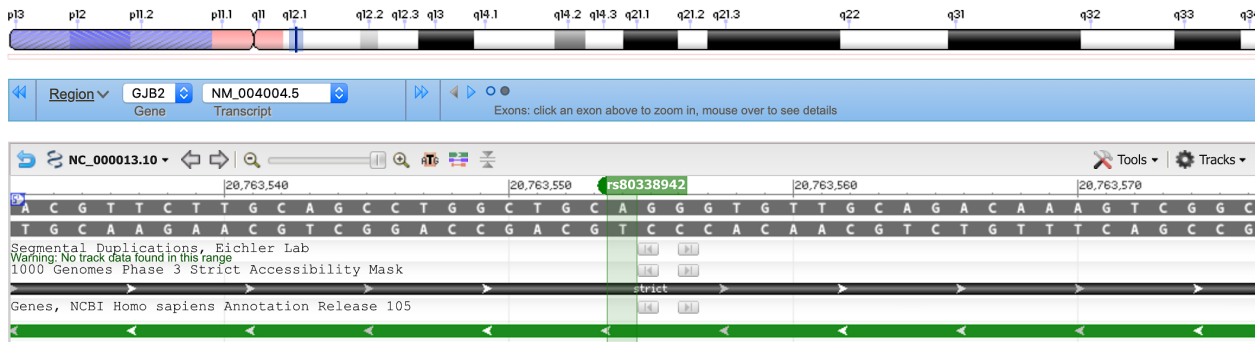 p13 p12 p11.2 p11.1 q11 q12.1 q12.2 q12.3 q13 q14.1 q14.2 q14.3 q21.1 q21.2 q21.3 q22 q31 q32 q33 q34
Region GJB2 NM_004004.5
Gene Transcript Exons: click an exon above to zoom in, mouse over to see details
NC_000013.10 ATG Tools Tracks
20,763,540 20,763,550 rs80338942 20,763,560 20,763,570
5'
A C G T T C T T G C A G C C T G G C T G C A G G G T G T T G C A G A C A A A G T C G G C
T G C A A G A A C G T C G G A C C G A C G T C C C A C A A C G T C T G T T T C A G C C G
Segmental Duplications, Eichler Lab
Warning: No track data found in this range
1000 Genomes Phase 3 Strict Accessibility Mask
strict
Genes, NCBI Homo sapiens Annotation Release 105